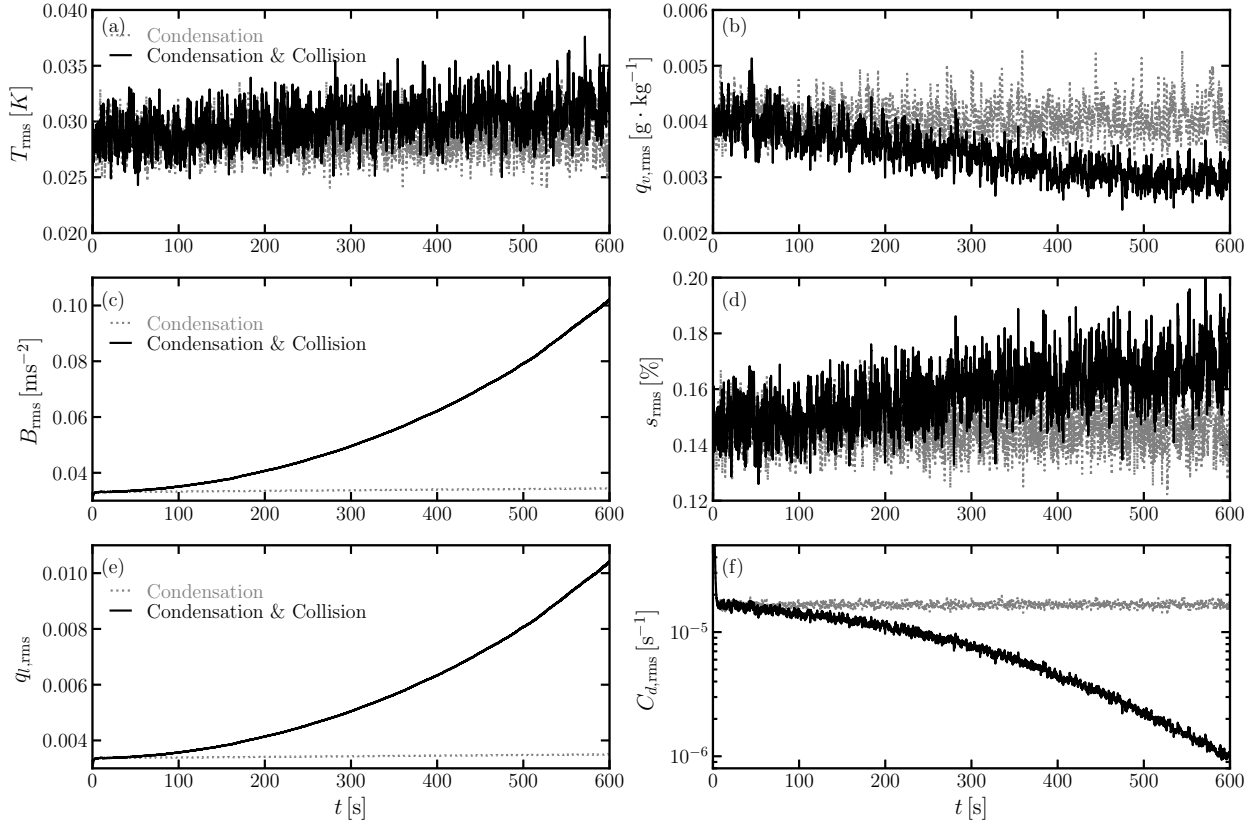 (a)
Condensation
Condensation & Collision
T_rms [K]
0.040
0.035
0.030
0.025
0.020
0 100 200 300 400 500 600
(b)
q_v,rms [g · kg⁻¹]
0.006
0.005
0.004
0.003
0.002
0 100 200 300 400 500 600
(c)
Condensation
Condensation & Collision
B_rms [ms⁻²]
0.10
0.08
0.06
0.04
0 100 200 300 400 500 600
(d)
s_rms [%]
0.20
0.18
0.16
0.14
0.12
0 100 200 300 400 500 600
(e)
Condensation
Condensation & Collision
q_l,rms
0.010
0.008
0.006
0.004
0 100 200 300 400 500 600
t [s]
(f)
C_d,rms [s⁻¹]
10⁻⁵
10⁻⁶
0 100 200 300 400 500 600
t [s]